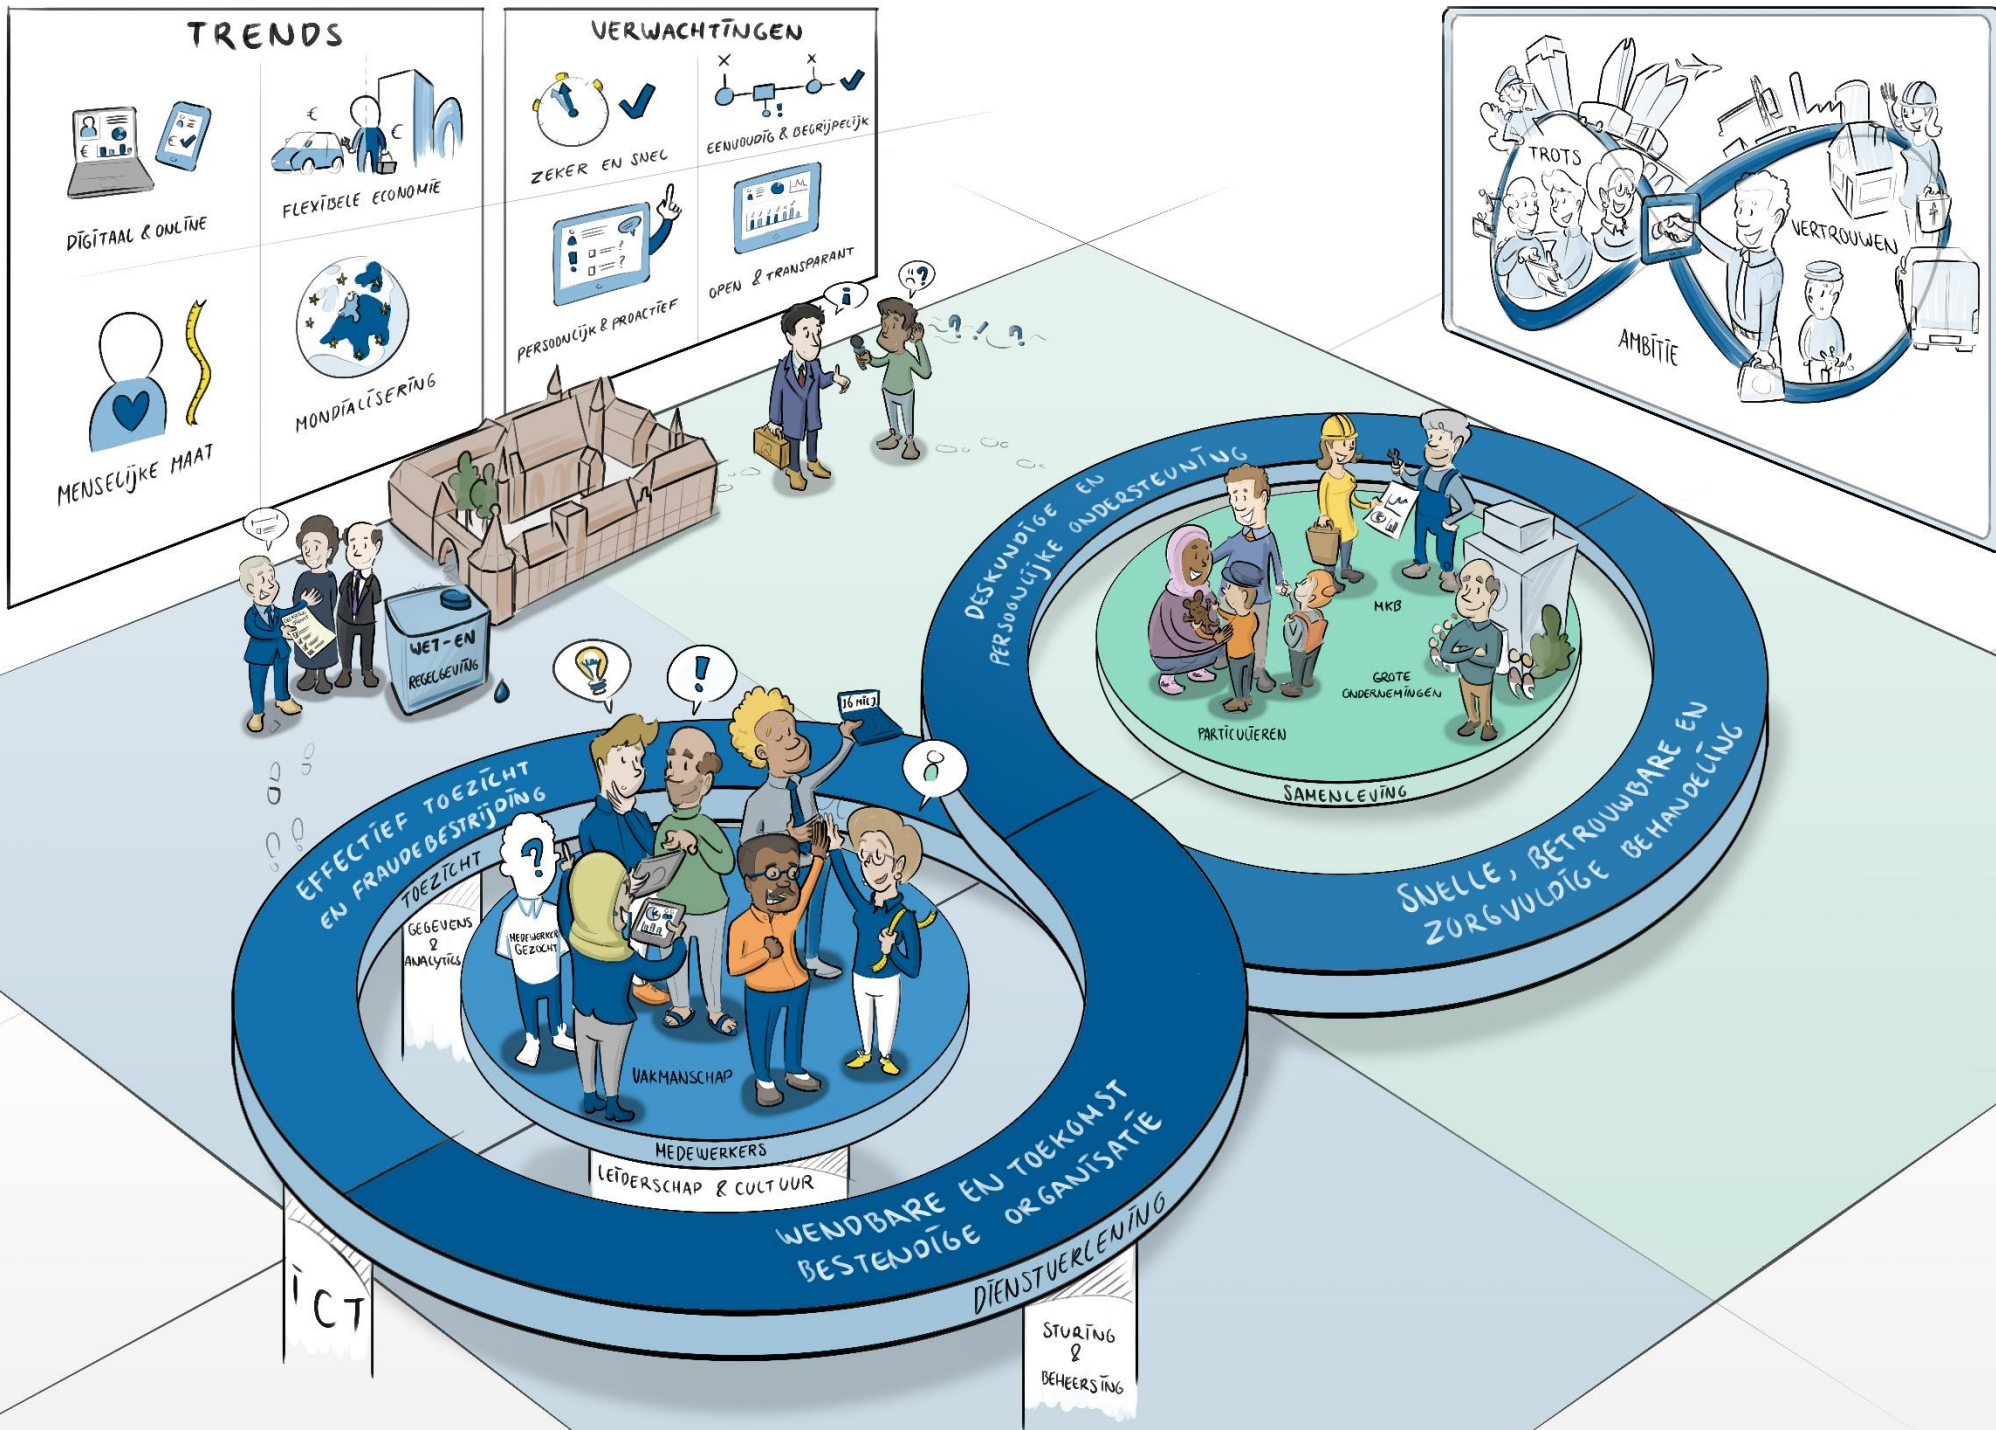 TRENDS
DIGITAAL & ONLINE
FLEXIBELE ECONOMIE
MENSELIJKE MAAT
MONDIALISERING
VERWACHTINGEN
ZEKER EN SNEL
EENVOUDIG & BEGRIJPELIJK
PERSOONLIJK & PROACTIEF
OPEN & TRANSPARANT
TROTS
VERTROUWEN
AMBITIE
WET-EN
REGELGEVING
16 MILJ.
DESKUNDIGE EN
PERSOONLIJKE ONDERSTEUNING
MKB
GROTE
ONDERNEMINGEN
PARTICULIEREN
SAMENLEVING
SNELLE, BETROUWBARE EN
ZORGVULDIGE BEHANDELING
EFFECTIEF TOEZICHT
EN FRAUDEBESTRIJDING
TOEZICHT
GEGEVENS
&
ANALYTICS
MEDEWERKER
GEZOCHT
VAKMANSCHAP
MEDEWERKERS
LEIDERSCHAP & CULTUUR
WENDBARE EN TOEKOMST
BESTENDIGE ORGANISATIE
DIENSTVERLENING
ICT
STURING
&
BEHEERSING